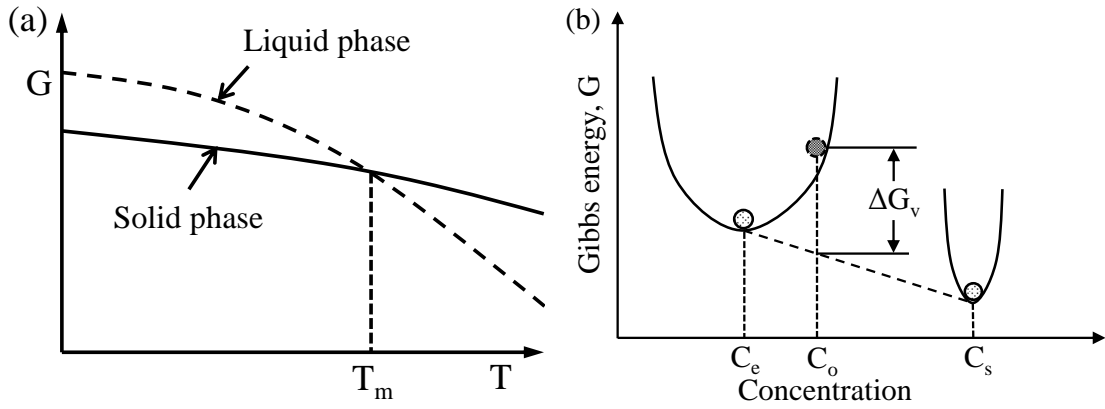 (a)
Liquid phase
G
Solid phase
T_m
T
(b)
Gibbs energy, G
ΔG_v
C_e
C_o
C_s
Concentration